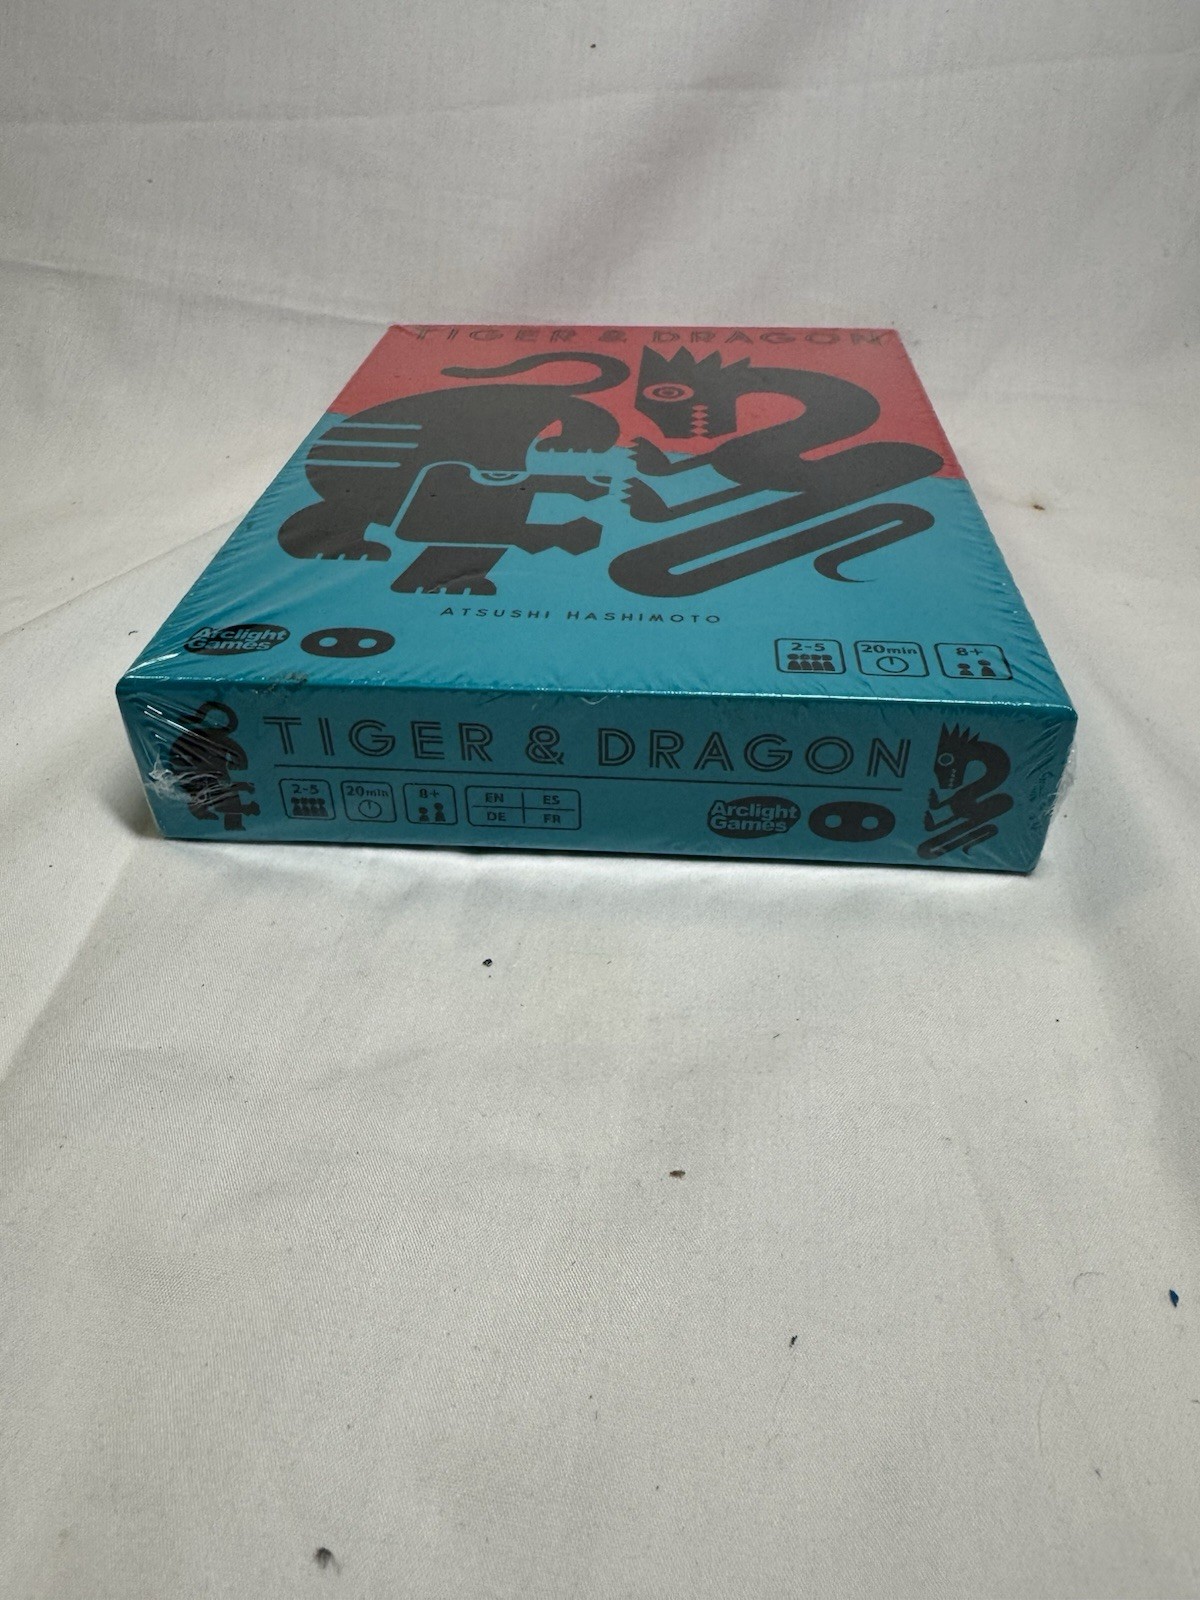 TIGER & DRAGON
ATSUSHI HASHIMOTO
Arclight
Games
2-5
20min
8+
TIGER & DRAGON
2-5
20min
8+
EN
ES
DE
FR
Arclight
Games